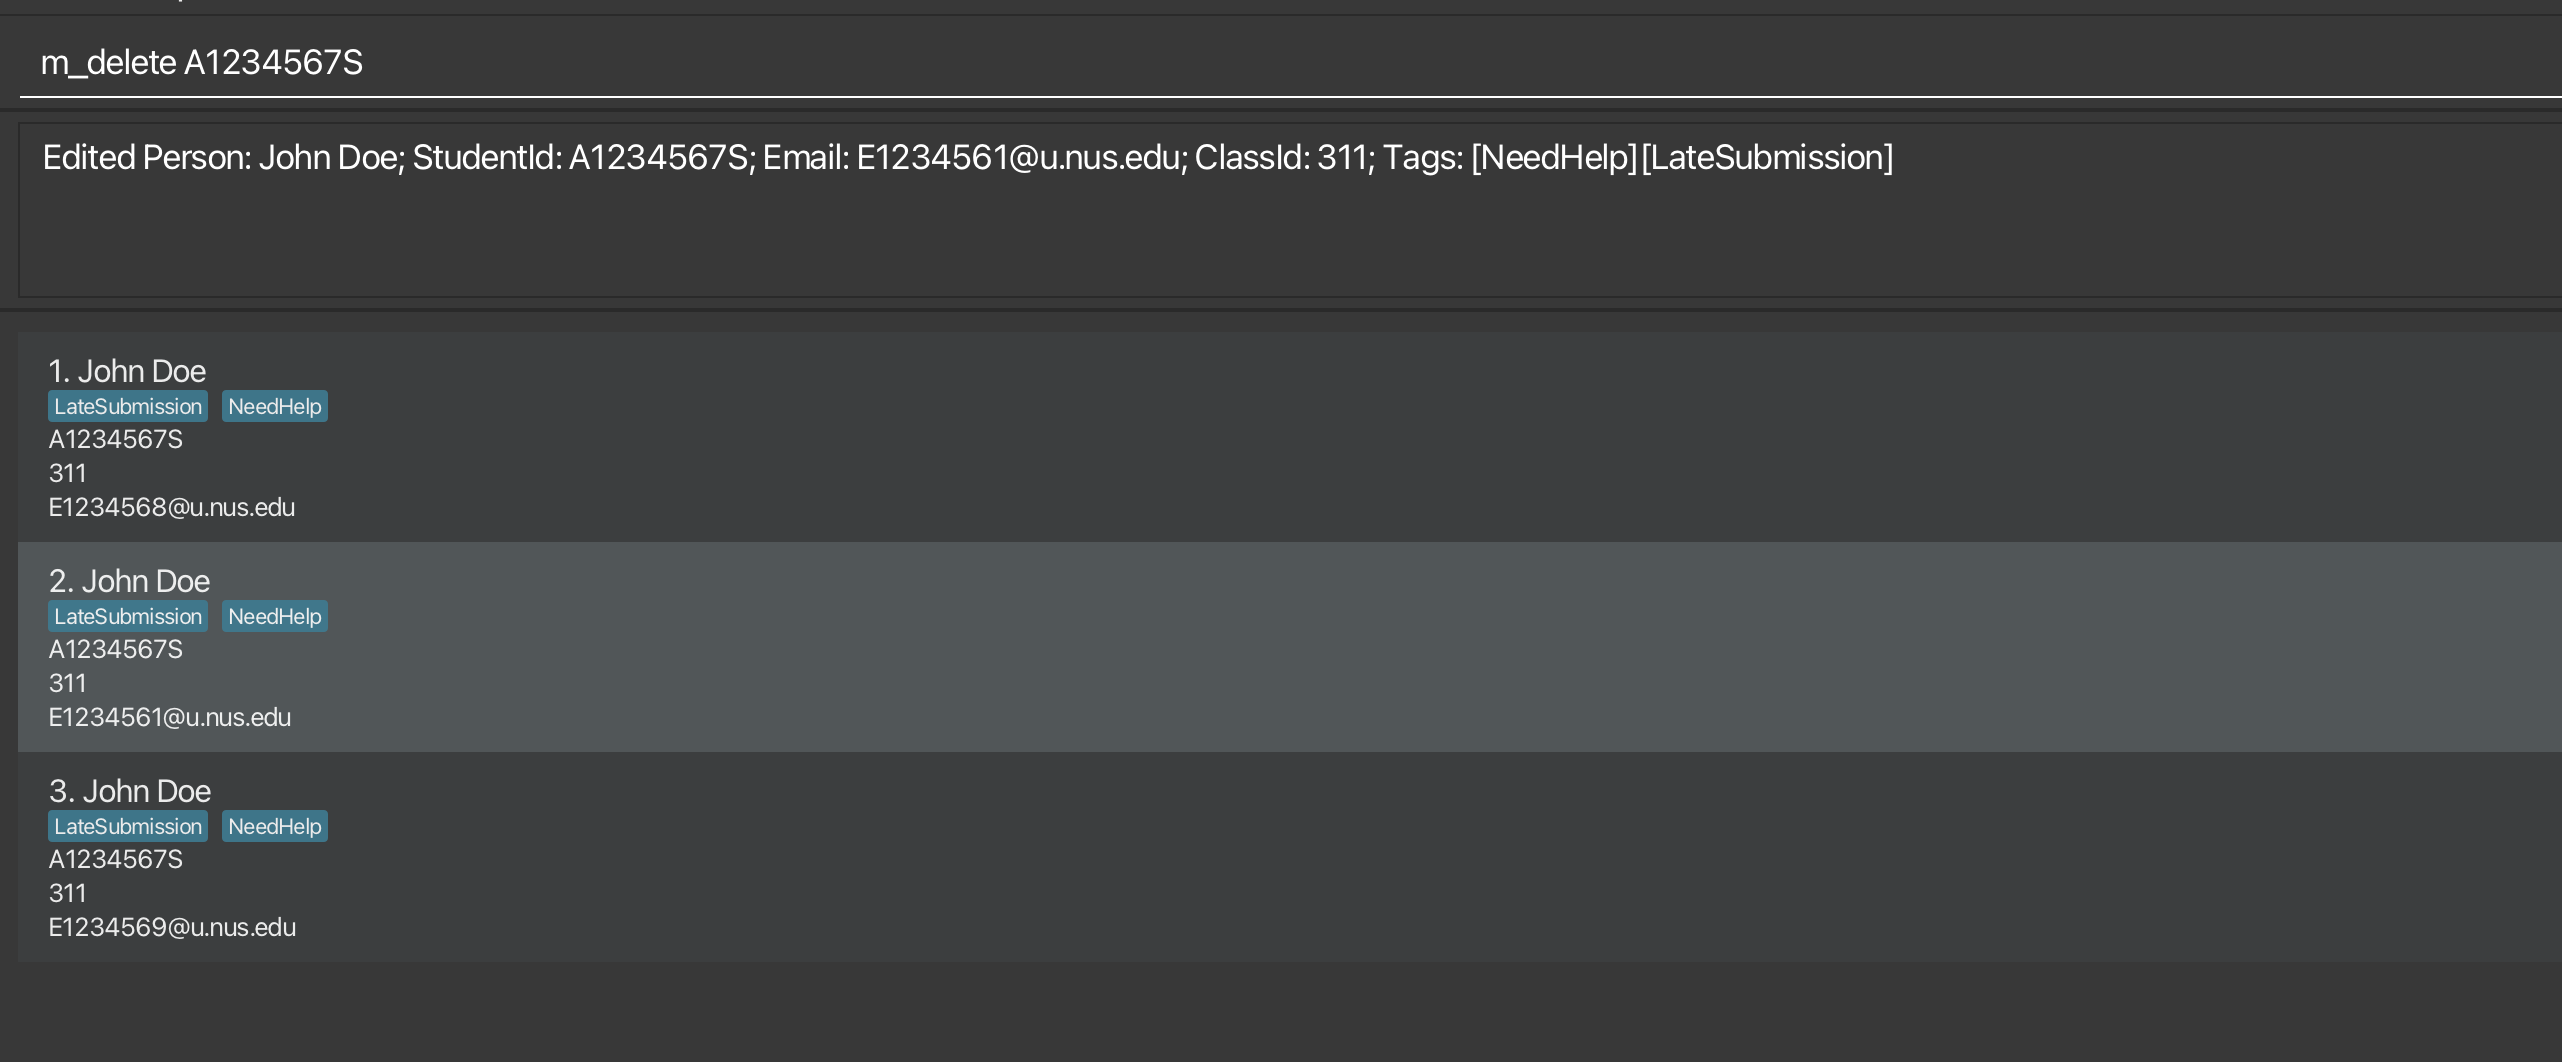 m_delete A1234567S
Edited Person: John Doe; StudentId: A1234567S; Email: E1234561@u.nus.edu; ClassId: 311; Tags: [NeedHelp][LateSubmission]
1. John Doe
LateSubmission NeedHelp
A1234567S
311
E1234568@u.nus.edu
2. John Doe
LateSubmission NeedHelp
A1234567S
311
E1234561@u.nus.edu
3. John Doe
LateSubmission NeedHelp
A1234567S
311
E1234569@u.nus.edu